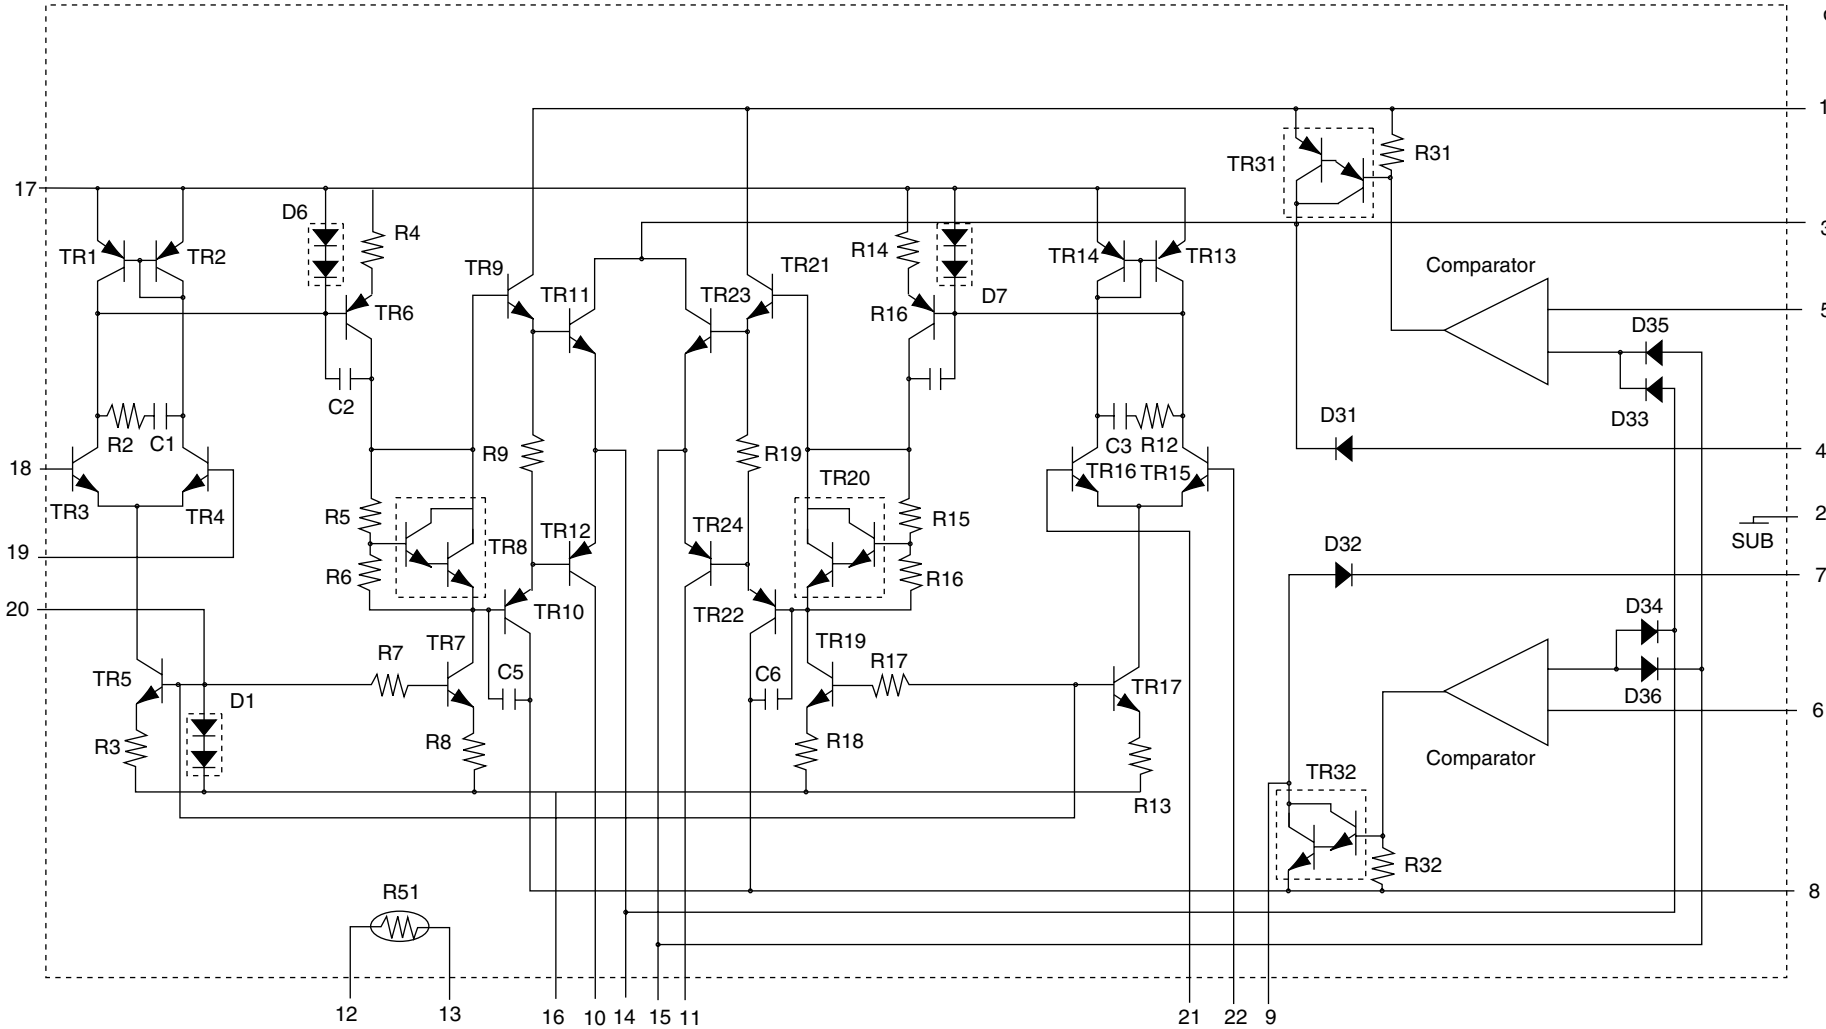 1
TR31
R31
17
D6
R4
TR1
TR2
TR9
TR21
R14
TR14
TR13
3
Comparator
TR11
TR23
D7
TR6
R16
5
D35
C2
D33
D31
R2
C1
R9
R19
C3
R12
4
18
TR16
TR15
TR20
TR3
TR4
R5
TR12
TR24
R15
2
SUB
19
R6
TR8
R16
D32
7
20
TR10
TR22
D34
TR7
TR19
R7
R17
TR5
D1
C5
C6
TR17
D36
6
R3
R8
R18
Comparator
TR32
R13
R32
R51
8
12
13
16
10
14
15
11
21
22
9